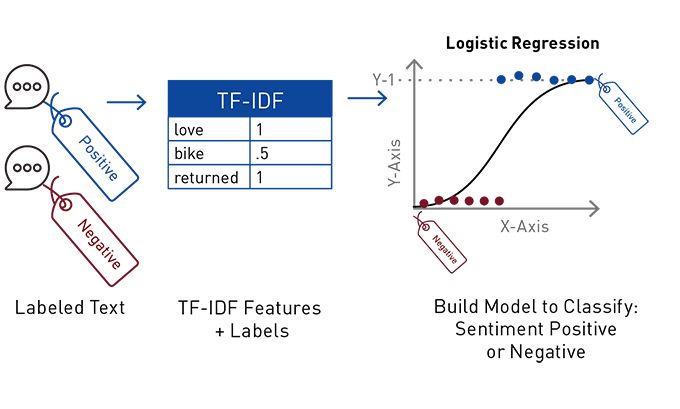 Logistic Regression
Y-1
Positive
TF-IDF
love 1
bike .5
returned 1
Positive
Negative
Y-Axis
X-Axis
Negative
Labeled Text
TF-IDF Features
+ Labels
Build Model to Classify:
Sentiment Positive
or Negative